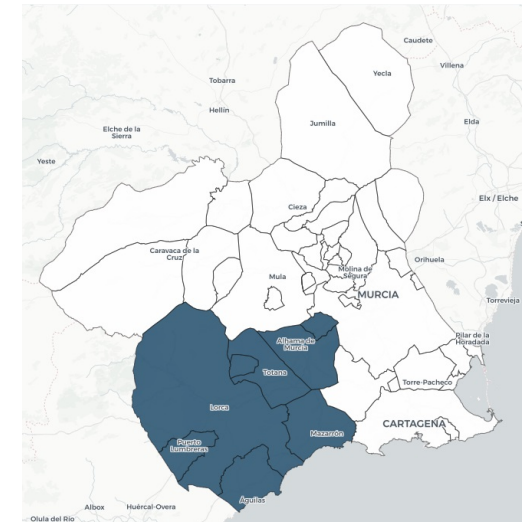 Caudete
Villena
Yecla
Tobarra
Hellín
Elda
Jumilla
Elche de la
Sierra
Yeste
Elx / Elche
Cieza
Caravaca de la
Cruz
Orihuela
Mula
Molina de
Segura
MURCIA
Torrevieja
Pilar de la
Horadada
Alhama de
Murcia
Totana
Torre-Pacheco
Lorca
CARTAGENA
Mazarrón
Puerto
Lumbreras
Águilas
Albox
Huércal-Overa
Olula del Río